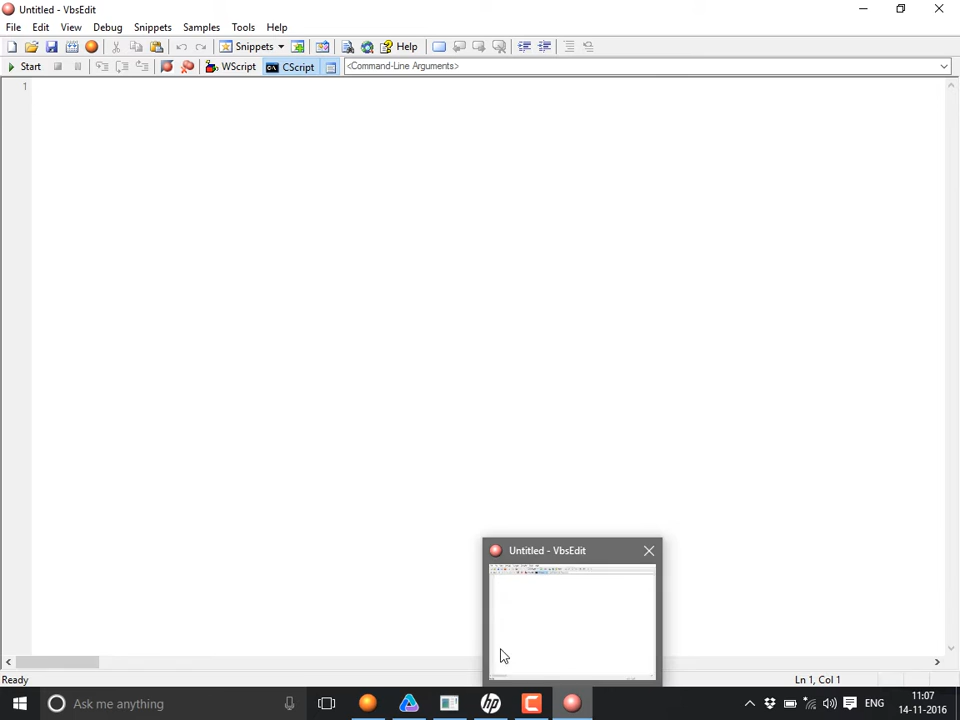 Untitled - VbsEdit
File Edit View Debug Snippets Samples Tools Help
Snippets Help
Start WScript CScript <Command-Line Arguments>
1
Untitled - VbsEdit
Ready Ln 1, Col 1
Ask me anything hp C ENG 11:07
14-11-2016